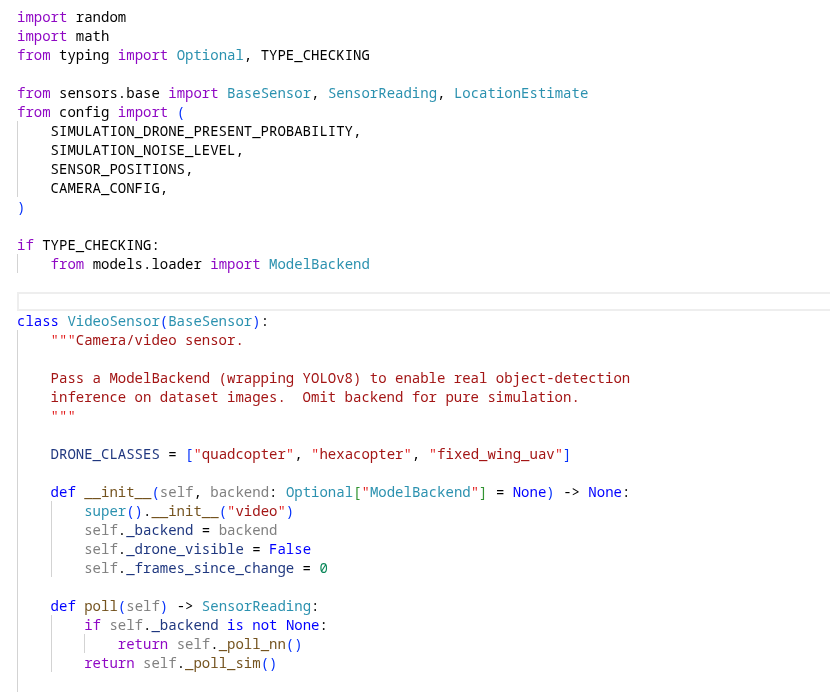 import random
import math
from typing import Optional, TYPE_CHECKING

from sensors.base import BaseSensor, SensorReading, LocationEstimate
from config import (
    SIMULATION_DRONE_PRESENT_PROBABILITY,
    SIMULATION_NOISE_LEVEL,
    SENSOR_POSITIONS,
    CAMERA_CONFIG,
)

if TYPE_CHECKING:
    from models.loader import ModelBackend


class VideoSensor(BaseSensor):
    """Camera/video sensor.

    Pass a ModelBackend (wrapping YOLOv8) to enable real object-detection
    inference on dataset images.  Omit backend for pure simulation.
    """

    DRONE_CLASSES = ["quadcopter", "hexacopter", "fixed_wing_uav"]

    def __init__(self, backend: Optional["ModelBackend"] = None) -> None:
        super().__init__("video")
        self._backend = backend
        self._drone_visible = False
        self._frames_since_change = 0

    def poll(self) -> SensorReading:
        if self._backend is not None:
            return self._poll_nn()
        return self._poll_sim()